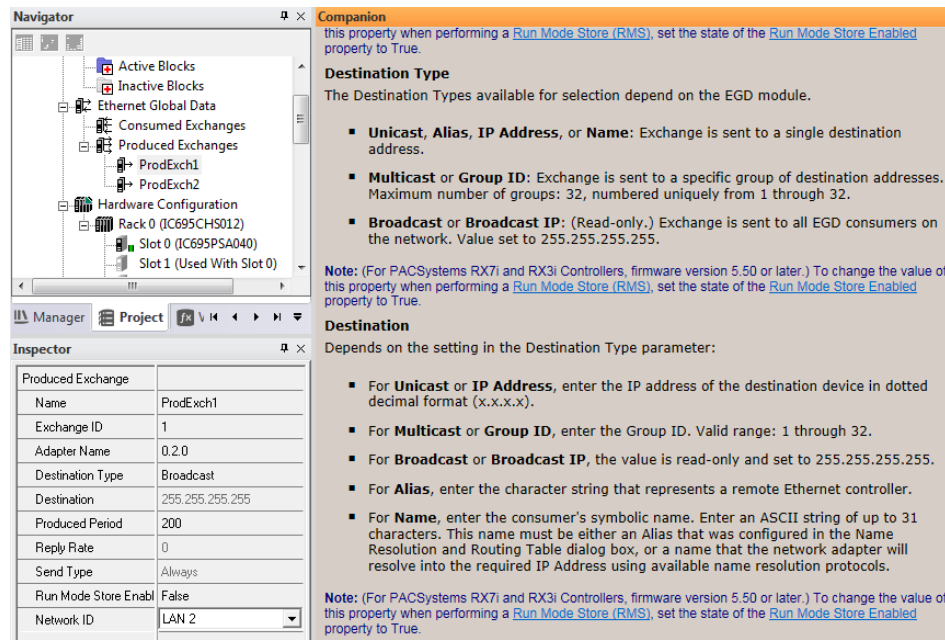 Navigator
Active Blocks
Inactive Blocks
Ethernet Global Data
Consumed Exchanges
Produced Exchanges
ProdExch1
ProdExch2
Hardware Configuration
Rack 0 (IC695CHS012)
Slot 0 (IC695PSA040)
Slot 1 (Used With Slot 0)
Manager
Project
fx V
Inspector
Produced Exchange
Name ProdExch1
Exchange ID 1
Adapter Name 0.2.0
Destination Type Broadcast
Destination 255.255.255.255
Produced Period 200
Reply Rate 0
Send Type Always
Run Mode Store Enabl False
Network ID LAN 2
Companion
this property when performing a Run Mode Store (RMS), set the state of the Run Mode Store Enabled
property to True.
Destination Type
The Destination Types available for selection depend on the EGD module.
▪ Unicast, Alias, IP Address, or Name: Exchange is sent to a single destination
address.
▪ Multicast or Group ID: Exchange is sent to a specific group of destination addresses.
Maximum number of groups: 32, numbered uniquely from 1 through 32.
▪ Broadcast or Broadcast IP: (Read-only.) Exchange is sent to all EGD consumers on
the network. Value set to 255.255.255.255.
Note: (For PACSystems RX7i and RX3i Controllers, firmware version 5.50 or later.) To change the value of
this property when performing a Run Mode Store (RMS), set the state of the Run Mode Store Enabled
property to True.
Destination
Depends on the setting in the Destination Type parameter:
▪ For Unicast or IP Address, enter the IP address of the destination device in dotted
decimal format (x.x.x.x).
▪ For Multicast or Group ID, enter the Group ID. Valid range: 1 through 32.
▪ For Broadcast or Broadcast IP, the value is read-only and set to 255.255.255.255.
▪ For Alias, enter the character string that represents a remote Ethernet controller.
▪ For Name, enter the consumer's symbolic name. Enter an ASCII string of up to 31
characters. This name must be either an Alias that was configured in the Name
Resolution and Routing Table dialog box, or a name that the network adapter will
resolve into the required IP Address using available name resolution protocols.
Note: (For PACSystems RX7i and RX3i Controllers, firmware version 5.50 or later.) To change the value of
this property when performing a Run Mode Store (RMS), set the state of the Run Mode Store Enabled
property to True.